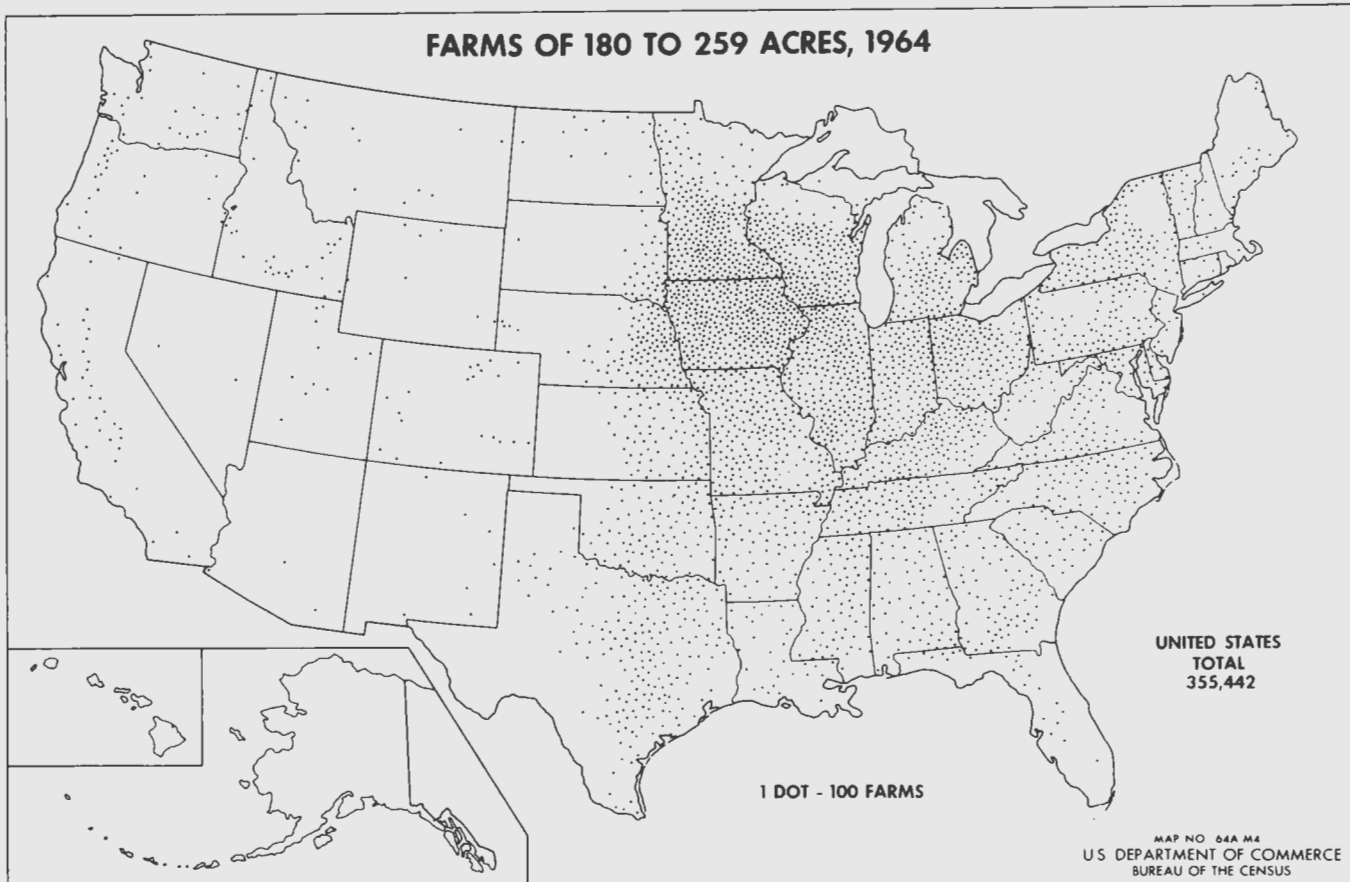 FARMS OF 180 TO 259 ACRES, 1964
UNITED STATES
TOTAL
355,442
1 DOT - 100 FARMS
MAP NO 64A M4
U S DEPARTMENT OF COMMERCE
BUREAU OF THE CENSUS